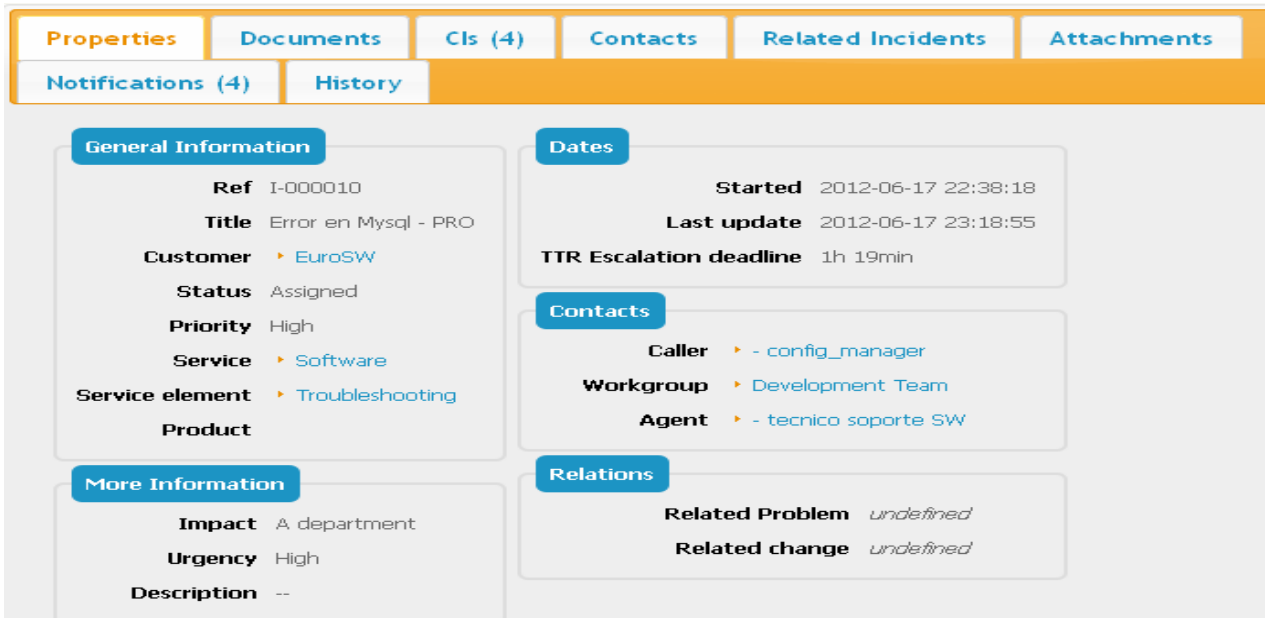 Properties Documents CIs (4) Contacts Related Incidents Attachments
Notifications (4) History
General Information
Ref I-000010
Title Error en Mysql - PRO
Customer EuroSW
Status Assigned
Priority High
Service Software
Service element Troubleshooting
Product
More Information
Impact A department
Urgency High
Description --
Dates
Started 2012-06-17 22:38:18
Last update 2012-06-17 23:18:55
TTR Escalation deadline 1h 19min
Contacts
Caller - config_manager
Workgroup Development Team
Agent - tecnico soporte SW
Relations
Related Problem undefined
Related change undefined